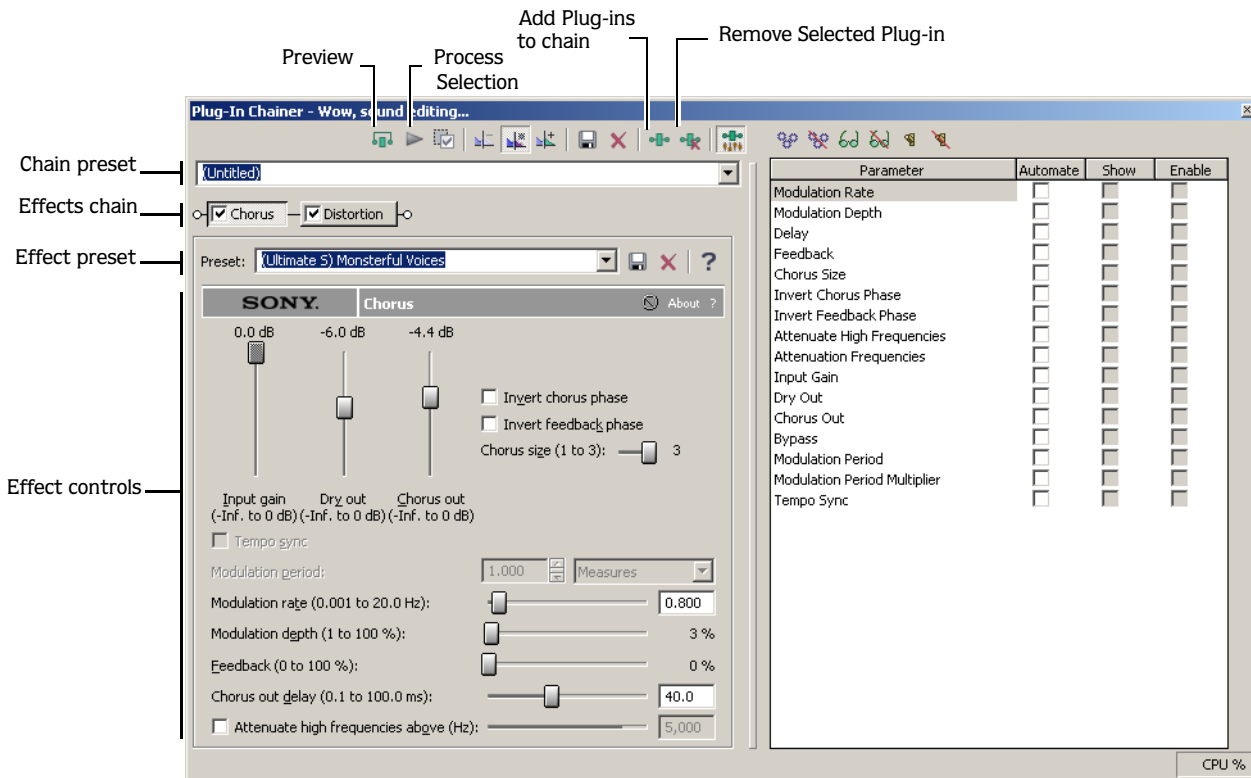 Add Plug-ins
to chain
Remove Selected Plug-in
Preview
Process
Selection
Plug-In Chainer - Wow, sound editing...
Chain preset
(Untitled)
Effects chain
Chorus
Distortion
Effect preset
Preset: (Ultimate S) Monsterful Voices ?
SONY. Chorus About ?
0.0 dB -6.0 dB -4.4 dB
Invert chorus phase
Invert feedback phase
Chorus size (1 to 3): 3
Effect controls
Input gain Dry out Chorus out
(-Inf. to 0 dB) (-Inf. to 0 dB) (-Inf. to 0 dB)
Tempo sync
Modulation period: 1.000 Measures
Modulation rate (0.001 to 20.0 Hz): 0.800
Modulation depth (1 to 100 %): 3 %
Feedback (0 to 100 %): 0 %
Chorus out delay (0.1 to 100.0 ms): 40.0
Attenuate high frequencies above (Hz): 5,000
Parameter Automate Show Enable
Modulation Rate
Modulation Depth
Delay
Feedback
Chorus Size
Invert Chorus Phase
Invert Feedback Phase
Attenuate High Frequencies
Attenuation Frequencies
Input Gain
Dry Out
Chorus Out
Bypass
Modulation Period
Modulation Period Multiplier
Tempo Sync
CPU %